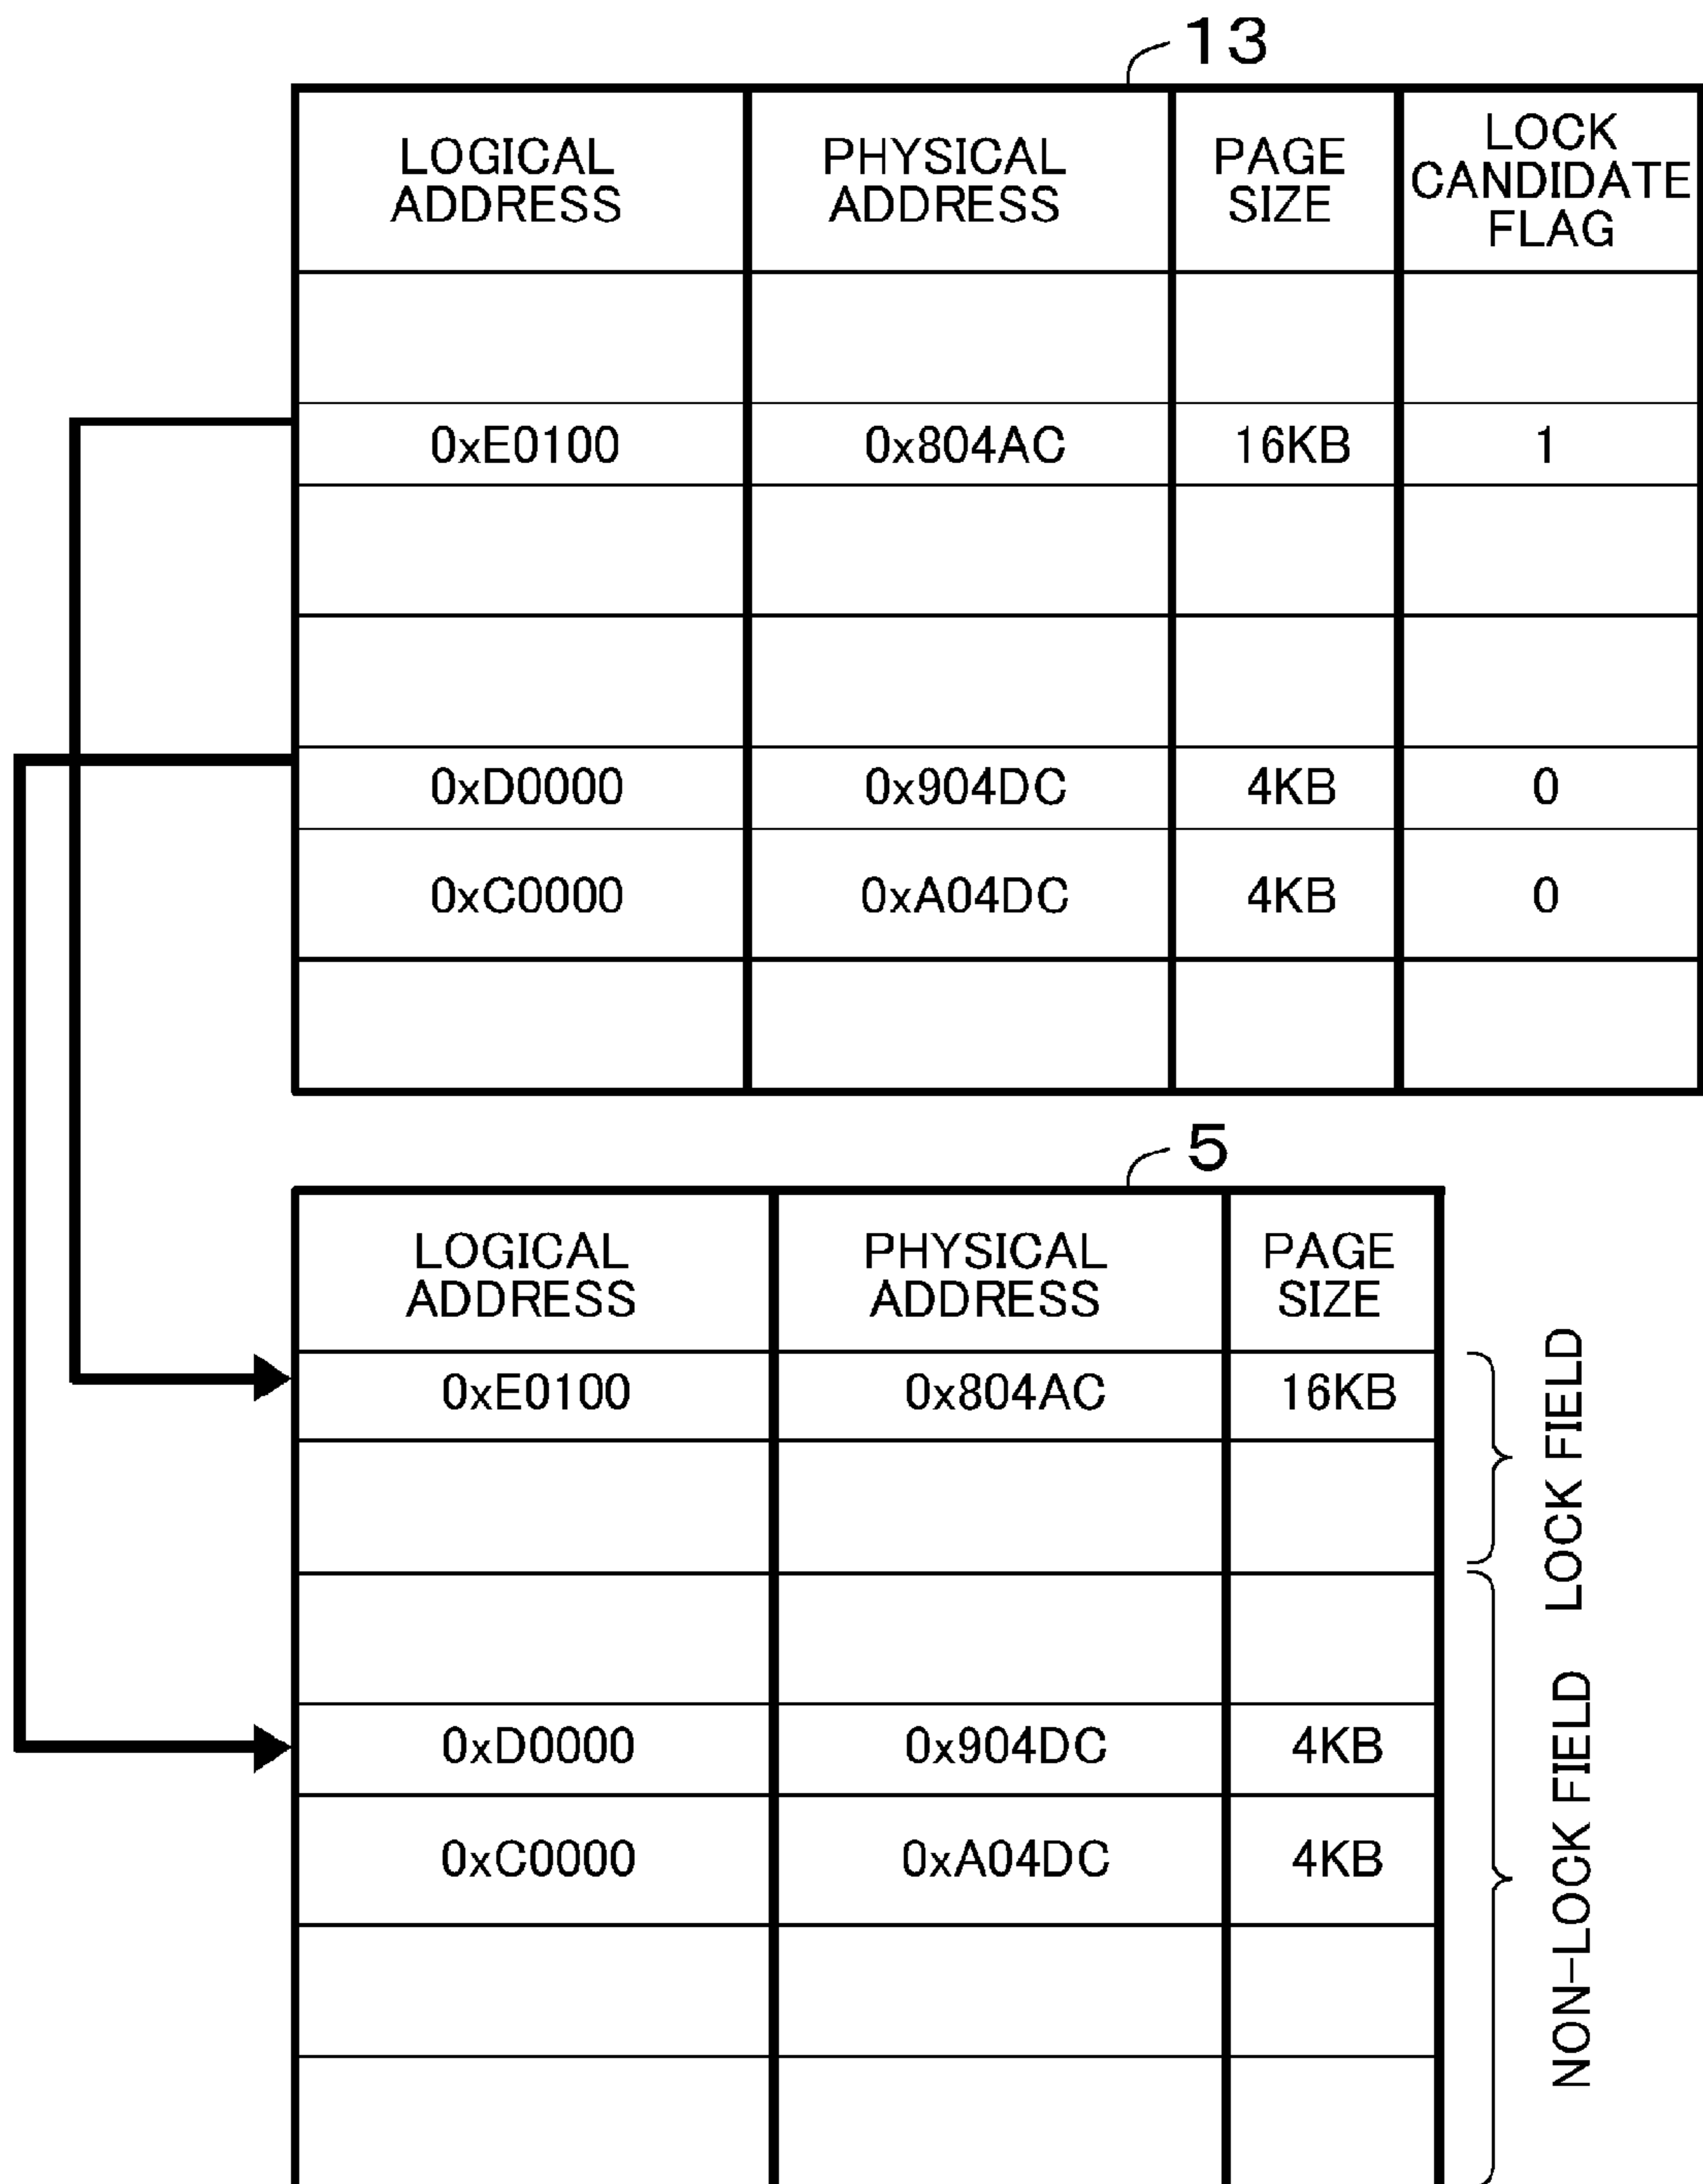 13
LOGICAL ADDRESS PHYSICAL ADDRESS PAGE SIZE LOCK CANDIDATE FLAG
0xE0100 0x804AC 16KB 1
0xD0000 0x904DC 4KB 0
0xC0000 0xA04DC 4KB 0
5
LOGICAL ADDRESS PHYSICAL ADDRESS PAGE SIZE
0xE0100 0x804AC 16KB
0xD0000 0x904DC 4KB
0xC0000 0xA04DC 4KB
LOCK FIELD
NON-LOCK FIELD